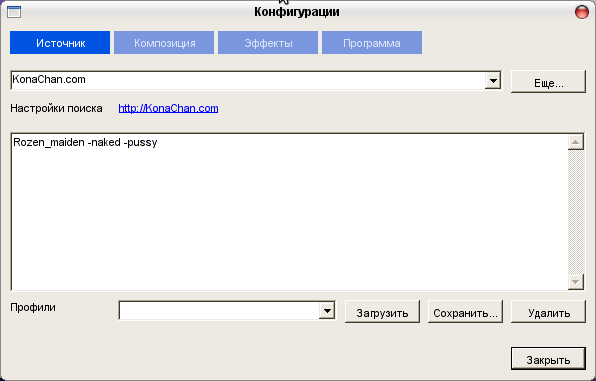 Конфигурации
Источник Композиция Эффекты Программа
KonaChan.com Еще...
Настройки поиска http://KonaChan.com
Rozen_maiden -naked -pussy
Профили Загрузить Сохранить... Удалить
Закрыть